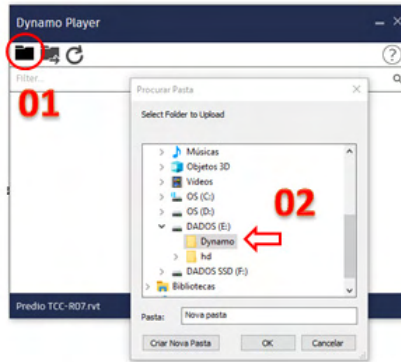 Dynamo Player
Filter...
01
Procurar Pasta
Select Folder to Upload
Músicas
Objetos 3D
Vídeos
OS (C:)
OS (D:)
DADOS (E:)
Dynamo
hd
DADOS SSD (F:)
Bibliotecas
02
Pasta: Nova pasta
Criar Nova Pasta OK Cancelar
Predio TCC-R07.rvt